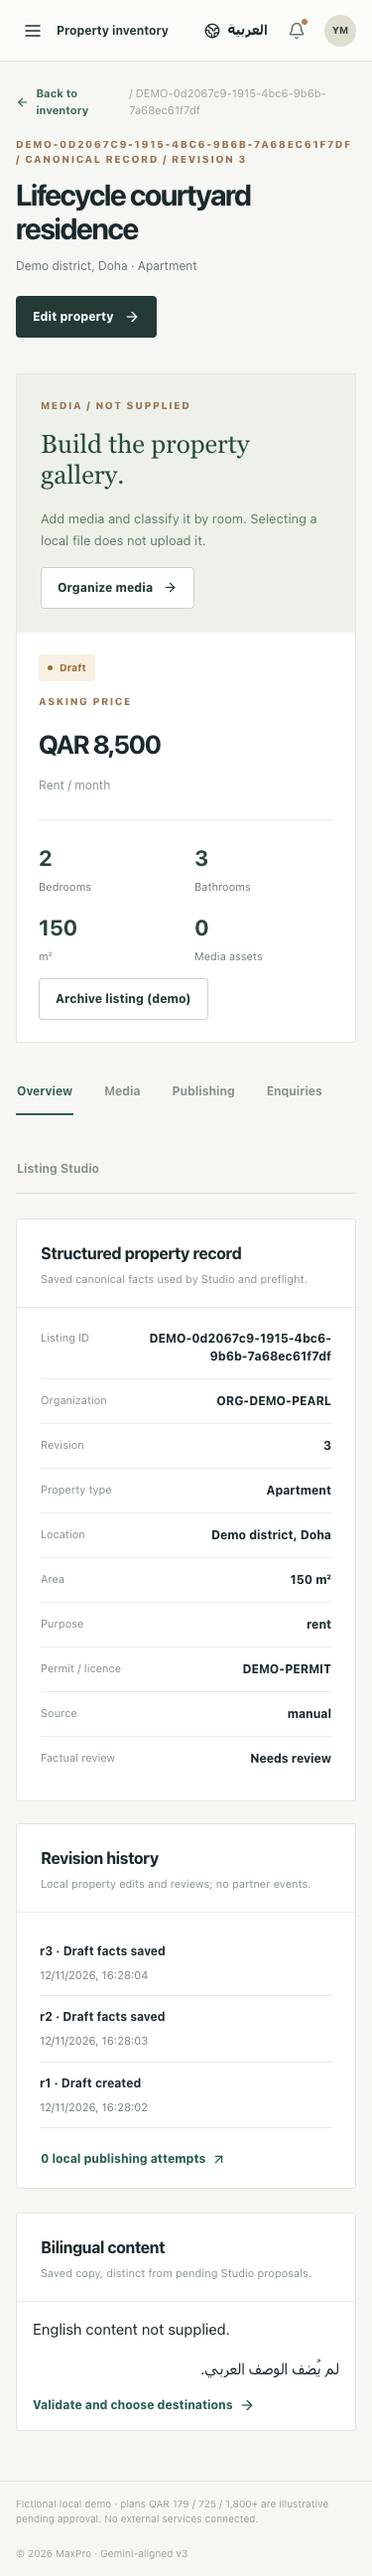 Property inventory
العربية
YM
Back to inventory
/ DEMO-0d2067c9-1915-4bc6-9b6b-
7a68ec61f7df
DEMO-0D2067C9-1915-4BC6-9B6B-7A68EC61F7DF
/ CANONICAL RECORD / REVISION 3
Lifecycle courtyard
residence
Demo district, Doha · Apartment
Edit property
MEDIA / NOT SUPPLIED
Build the property
gallery.
Add media and classify it by room. Selecting a
local file does not upload it.
Organize media
Draft
ASKING PRICE
QAR 8,500
Rent / month
2
Bedrooms
3
Bathrooms
150
m²
0
Media assets
Archive listing (demo)
Overview Media Publishing Enquiries
Listing Studio
Structured property record
Saved canonical facts used by Studio and preflight.
Listing ID DEMO-0d2067c9-1915-4bc6-
9b6b-7a68ec61f7df
Organization ORG-DEMO-PEARL
Revision 3
Property type Apartment
Location Demo district, Doha
Area 150 m²
Purpose rent
Permit / licence DEMO-PERMIT
Source manual
Factual review Needs review
Revision history
Local property edits and reviews; no partner events.
r3 · Draft facts saved
12/11/2026, 16:28:04
r2 · Draft facts saved
12/11/2026, 16:28:03
r1 · Draft created
12/11/2026, 16:28:02
0 local publishing attempts
Bilingual content
Saved copy, distinct from pending Studio proposals.
English content not supplied.
لم يُضف الوصف العربي.
Validate and choose destinations
Fictional local demo · plans QAR 179 / 725 / 1,800+ are illustrative
pending approval. No external services connected.
© 2026 MaxPro · Gemini-aligned v3